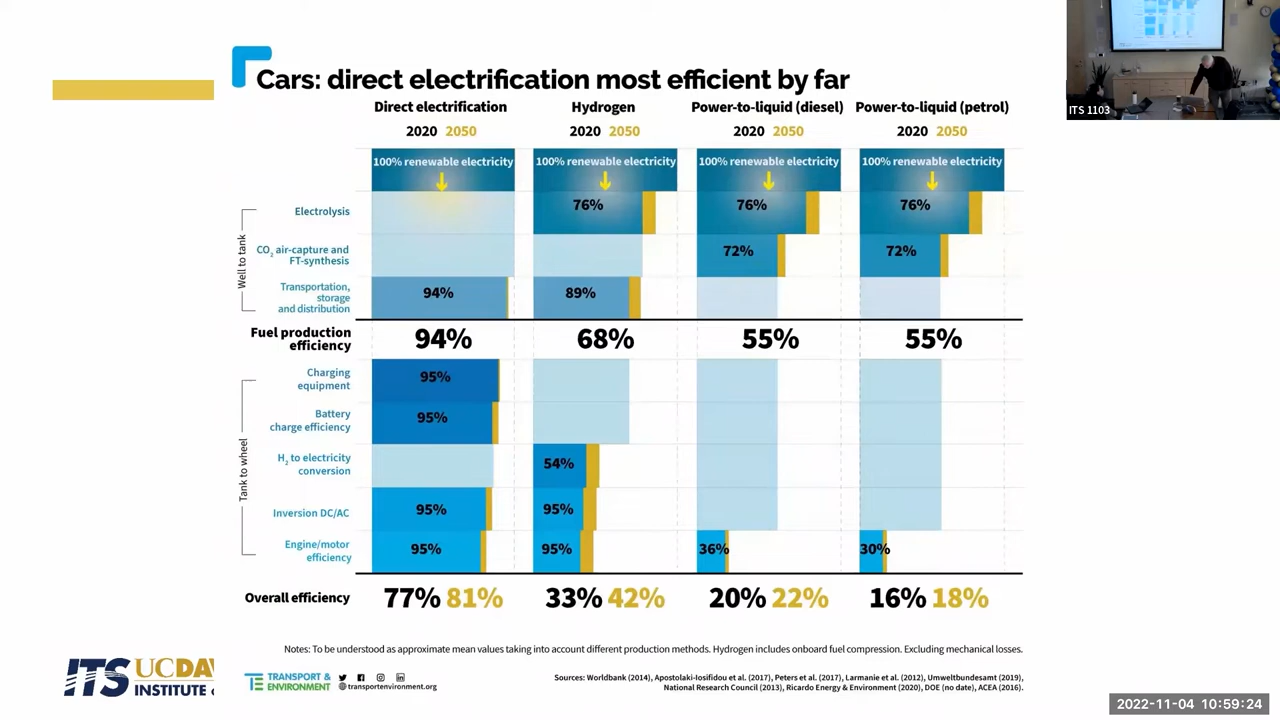 Cars: direct electrification most efficient by far
Direct electrification Hydrogen Power-to-liquid (diesel) Power-to-liquid (petrol)
2020 2050 2020 2050 2020 2050 2020 2050
100% renewable electricity 100% renewable electricity 100% renewable electricity 100% renewable electricity
Well to tank
Electrolysis 76% 76% 76%
CO2 air-capture and
FT-synthesis 72% 72%
Transportation,
storage
and distribution 94% 89%
Fuel production
efficiency 94% 68% 55% 55%
Tank to wheel
Charging
equipment 95%
Battery
charge efficiency 95%
H2 to electricity
conversion 54%
Inversion DC/AC 95% 95%
Engine/motor
efficiency 95% 95% 36% 30%
Overall efficiency 77% 81% 33% 42% 20% 22% 16% 18%
Notes: To be understood as approximate mean values taking into account different production methods. Hydrogen includes onboard fuel compression. Excluding mechanical losses.
ITS UCDAV
INSTITUTE
TRANSPORT &
ENVIRONMENT
transportenvironment.org
Sources: Worldbank (2014), Apostolaki-Iosifidou et al. (2017), Peters et al. (2017), Larmanie et al. (2012), Umweltbundesamt (2019),
National Research Council (2013), Ricardo Energy & Environment (2020), DOE (no date), ACEA (2016).
ITS 1103
2022-11-04 10:59:24